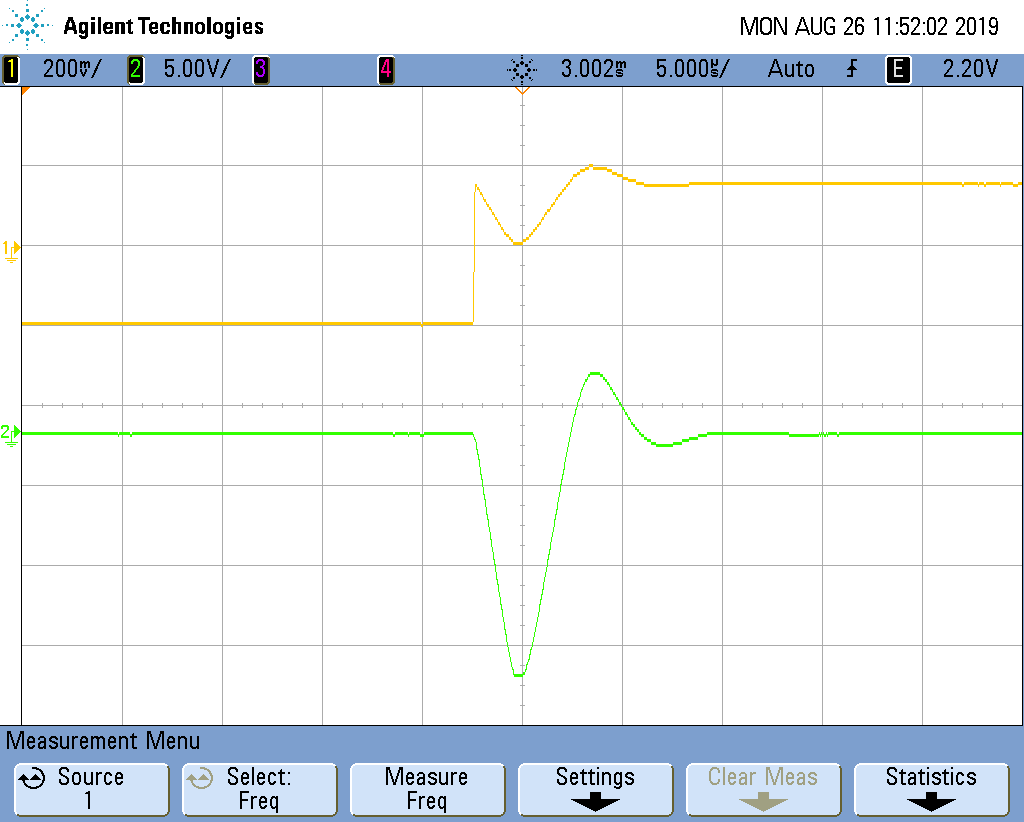 Agilent Technologies MON AUG 26 11:52:02 2019
1 200mV/ 2 5.00V/ 3 4 3.002ms 5.000us/ Auto E 2.20V
1
2
Measurement Menu
Source Select: Measure Settings Clear Meas Statistics
1 Freq Freq